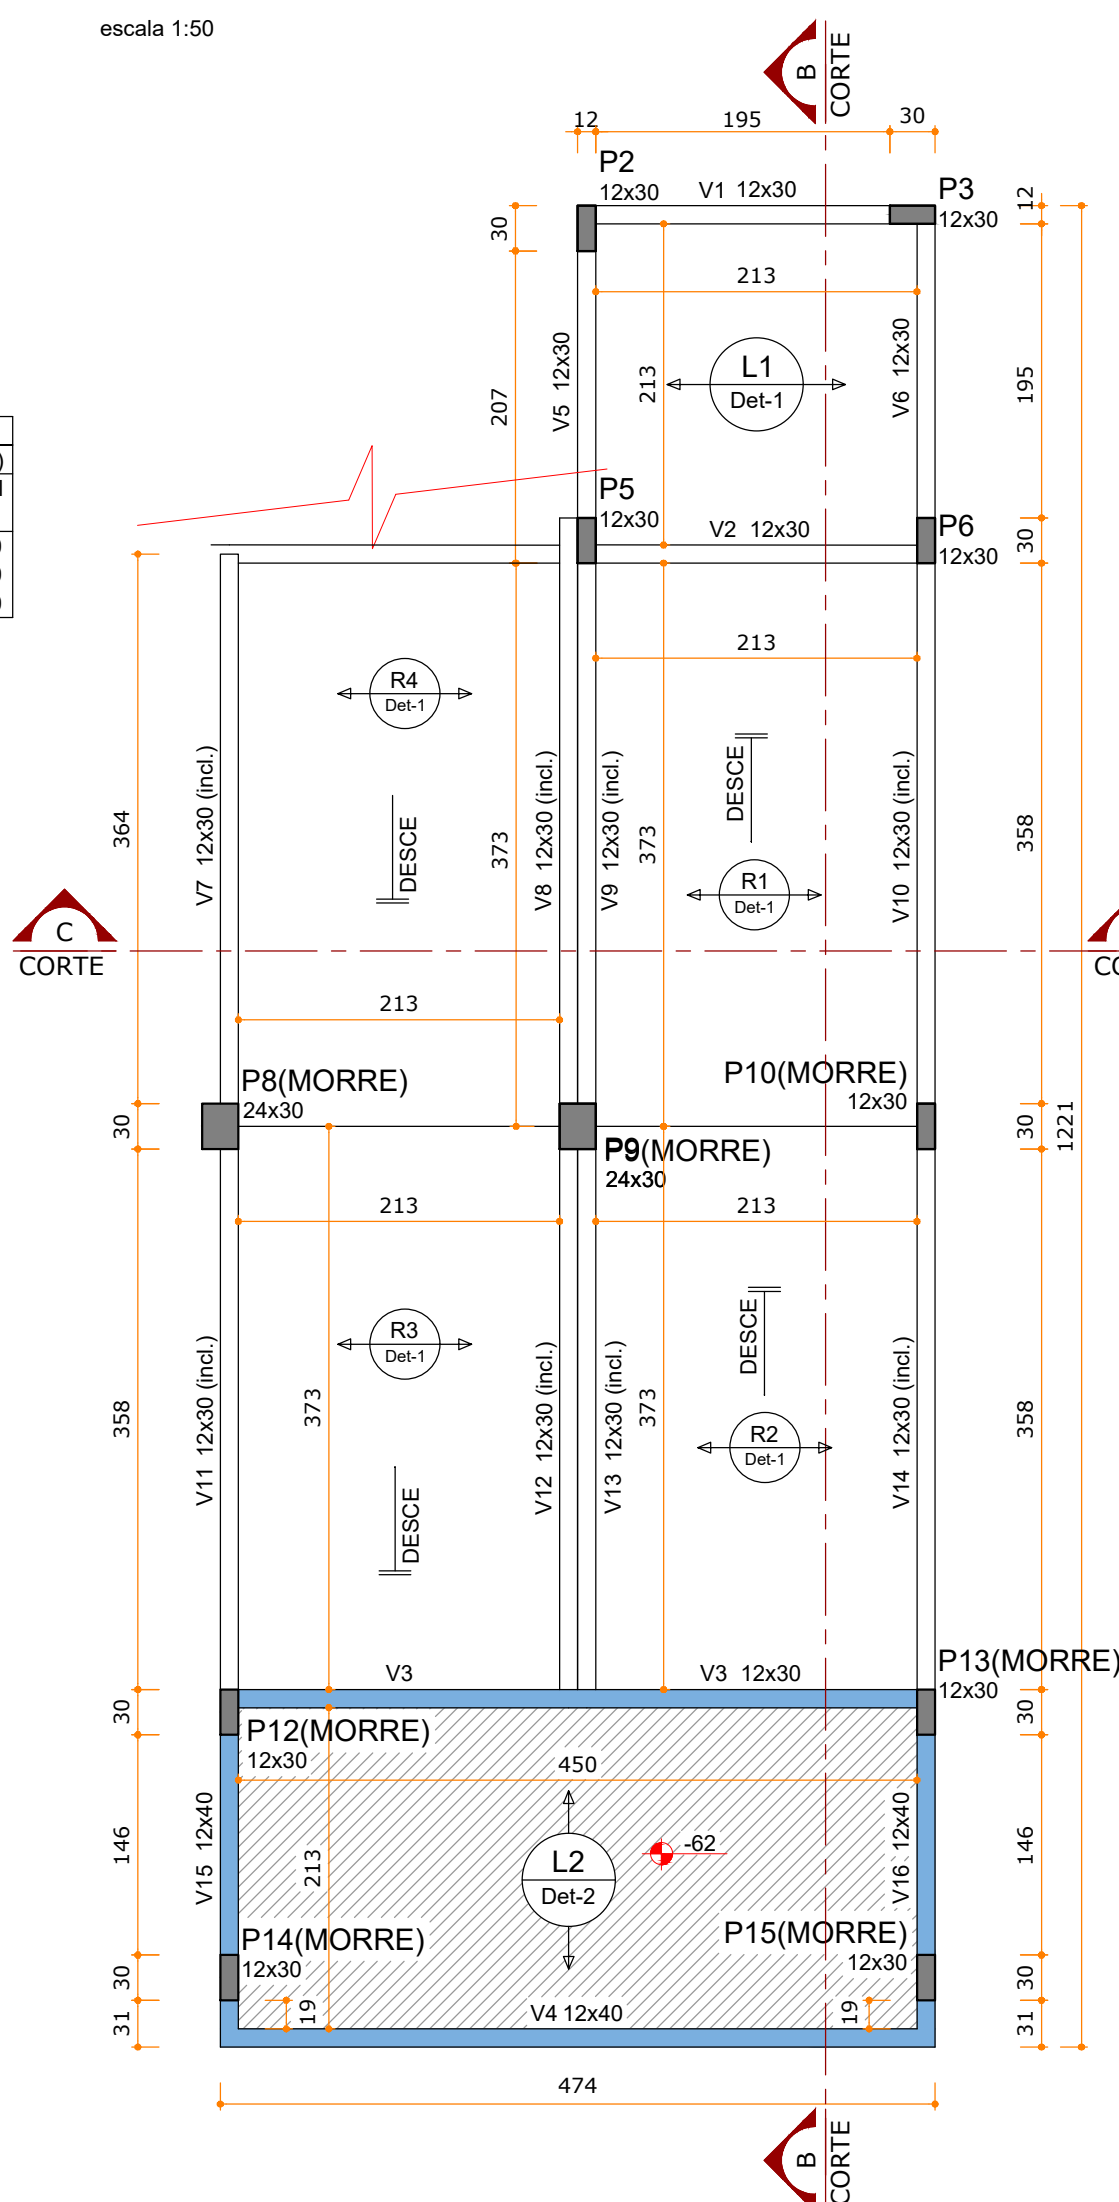 escala 1:50
B
CORTE
12
195
30
P2
12x30
V1 12x30
P3
12x30
12
30
213
V5 12x30
213
L1
Det-1
V6 12x30
195
207
P5
12x30
V2 12x30
P6
12x30
30
213
R4
Det-1
DESCE
V7 12x30 (incl.)
364
373
V8 12x30 (incl.)
V9 12x30 (incl.)
373
DESCE
R1
Det-1
V10 12x30 (incl.)
358
C
CORTE
213
P8(MORRE)
24x30
30
P10(MORRE)
12x30
30
1221
P9(MORRE)
24x30
213
213
R3
Det-1
DESCE
358
V11 12x30 (incl.)
373
V12 12x30 (incl.)
V13 12x30 (incl.)
373
DESCE
R2
Det-1
V14 12x30 (incl.)
358
V3
V3 12x30
P13(MORRE)
12x30
30
30
P12(MORRE)
12x30
450
146
V15 12x40
213
L2
Det-2
-62
V16 12x40
146
P14(MORRE)
12x30
P15(MORRE)
12x30
30
30
31
19
V4 12x40
19
31
474
B
CORTE